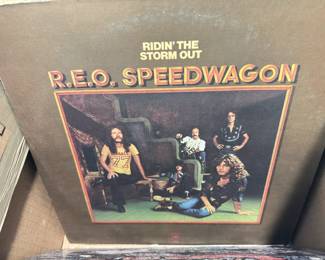 RIDIN' THE
STORM OUT
R.E.O. SPEEDWAGON